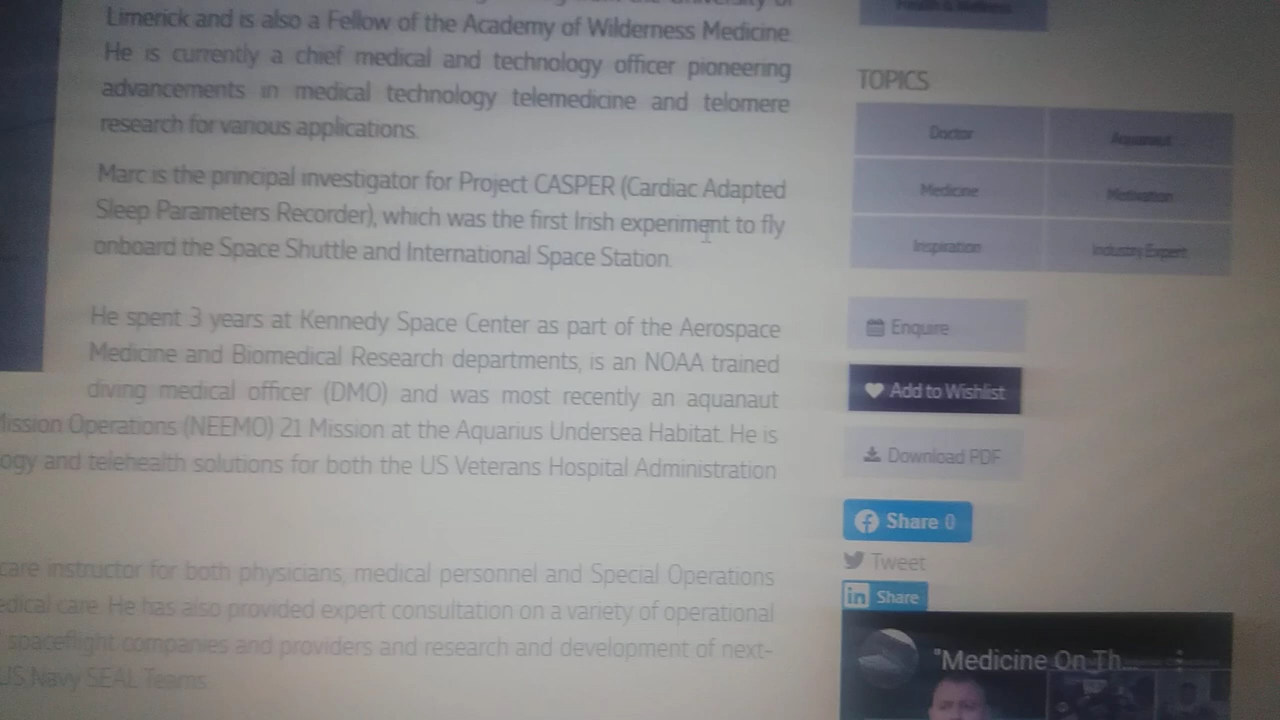 Limerick and is also a Fellow of the Academy of Wilderness Medicine
He is currently a chief medical and technology officer pioneering
advancements in medical technology telemedicine and telomere
research for various applications.
Marc is the principal investigator for Project CASPER (Cardiac Adapted
Sleep Parameters Recorder), which was the first Irish experiment to fly
onboard the Space Shuttle and International Space Station.
He spent 3 years at Kennedy Space Center as part of the Aerospace
Medicine and Biomedical Research departments, is an NOAA trained
diving medical officer (DMO) and was most recently an aquanaut
Mission Operations (NEEMO) 21 Mission at the Aquarius Undersea Habitat. He is
ogy and telehealth solutions for both the US Veterans Hospital Administration
care instructor for both physicians, medical personnel and Special Operations
edical care. He has also provided expert consultation on a variety of operational
spaceflight companies and providers and research and development of next-
US Navy SEAL Teams
Health & Wellness
TOPICS
Doctor
Aquanaut
Medicine
Motivation
Inspiration
Industry Expert
Enquire
Add to Wishlist
Download PDF
Share 0
Tweet
in Share
"Medicine On Th...